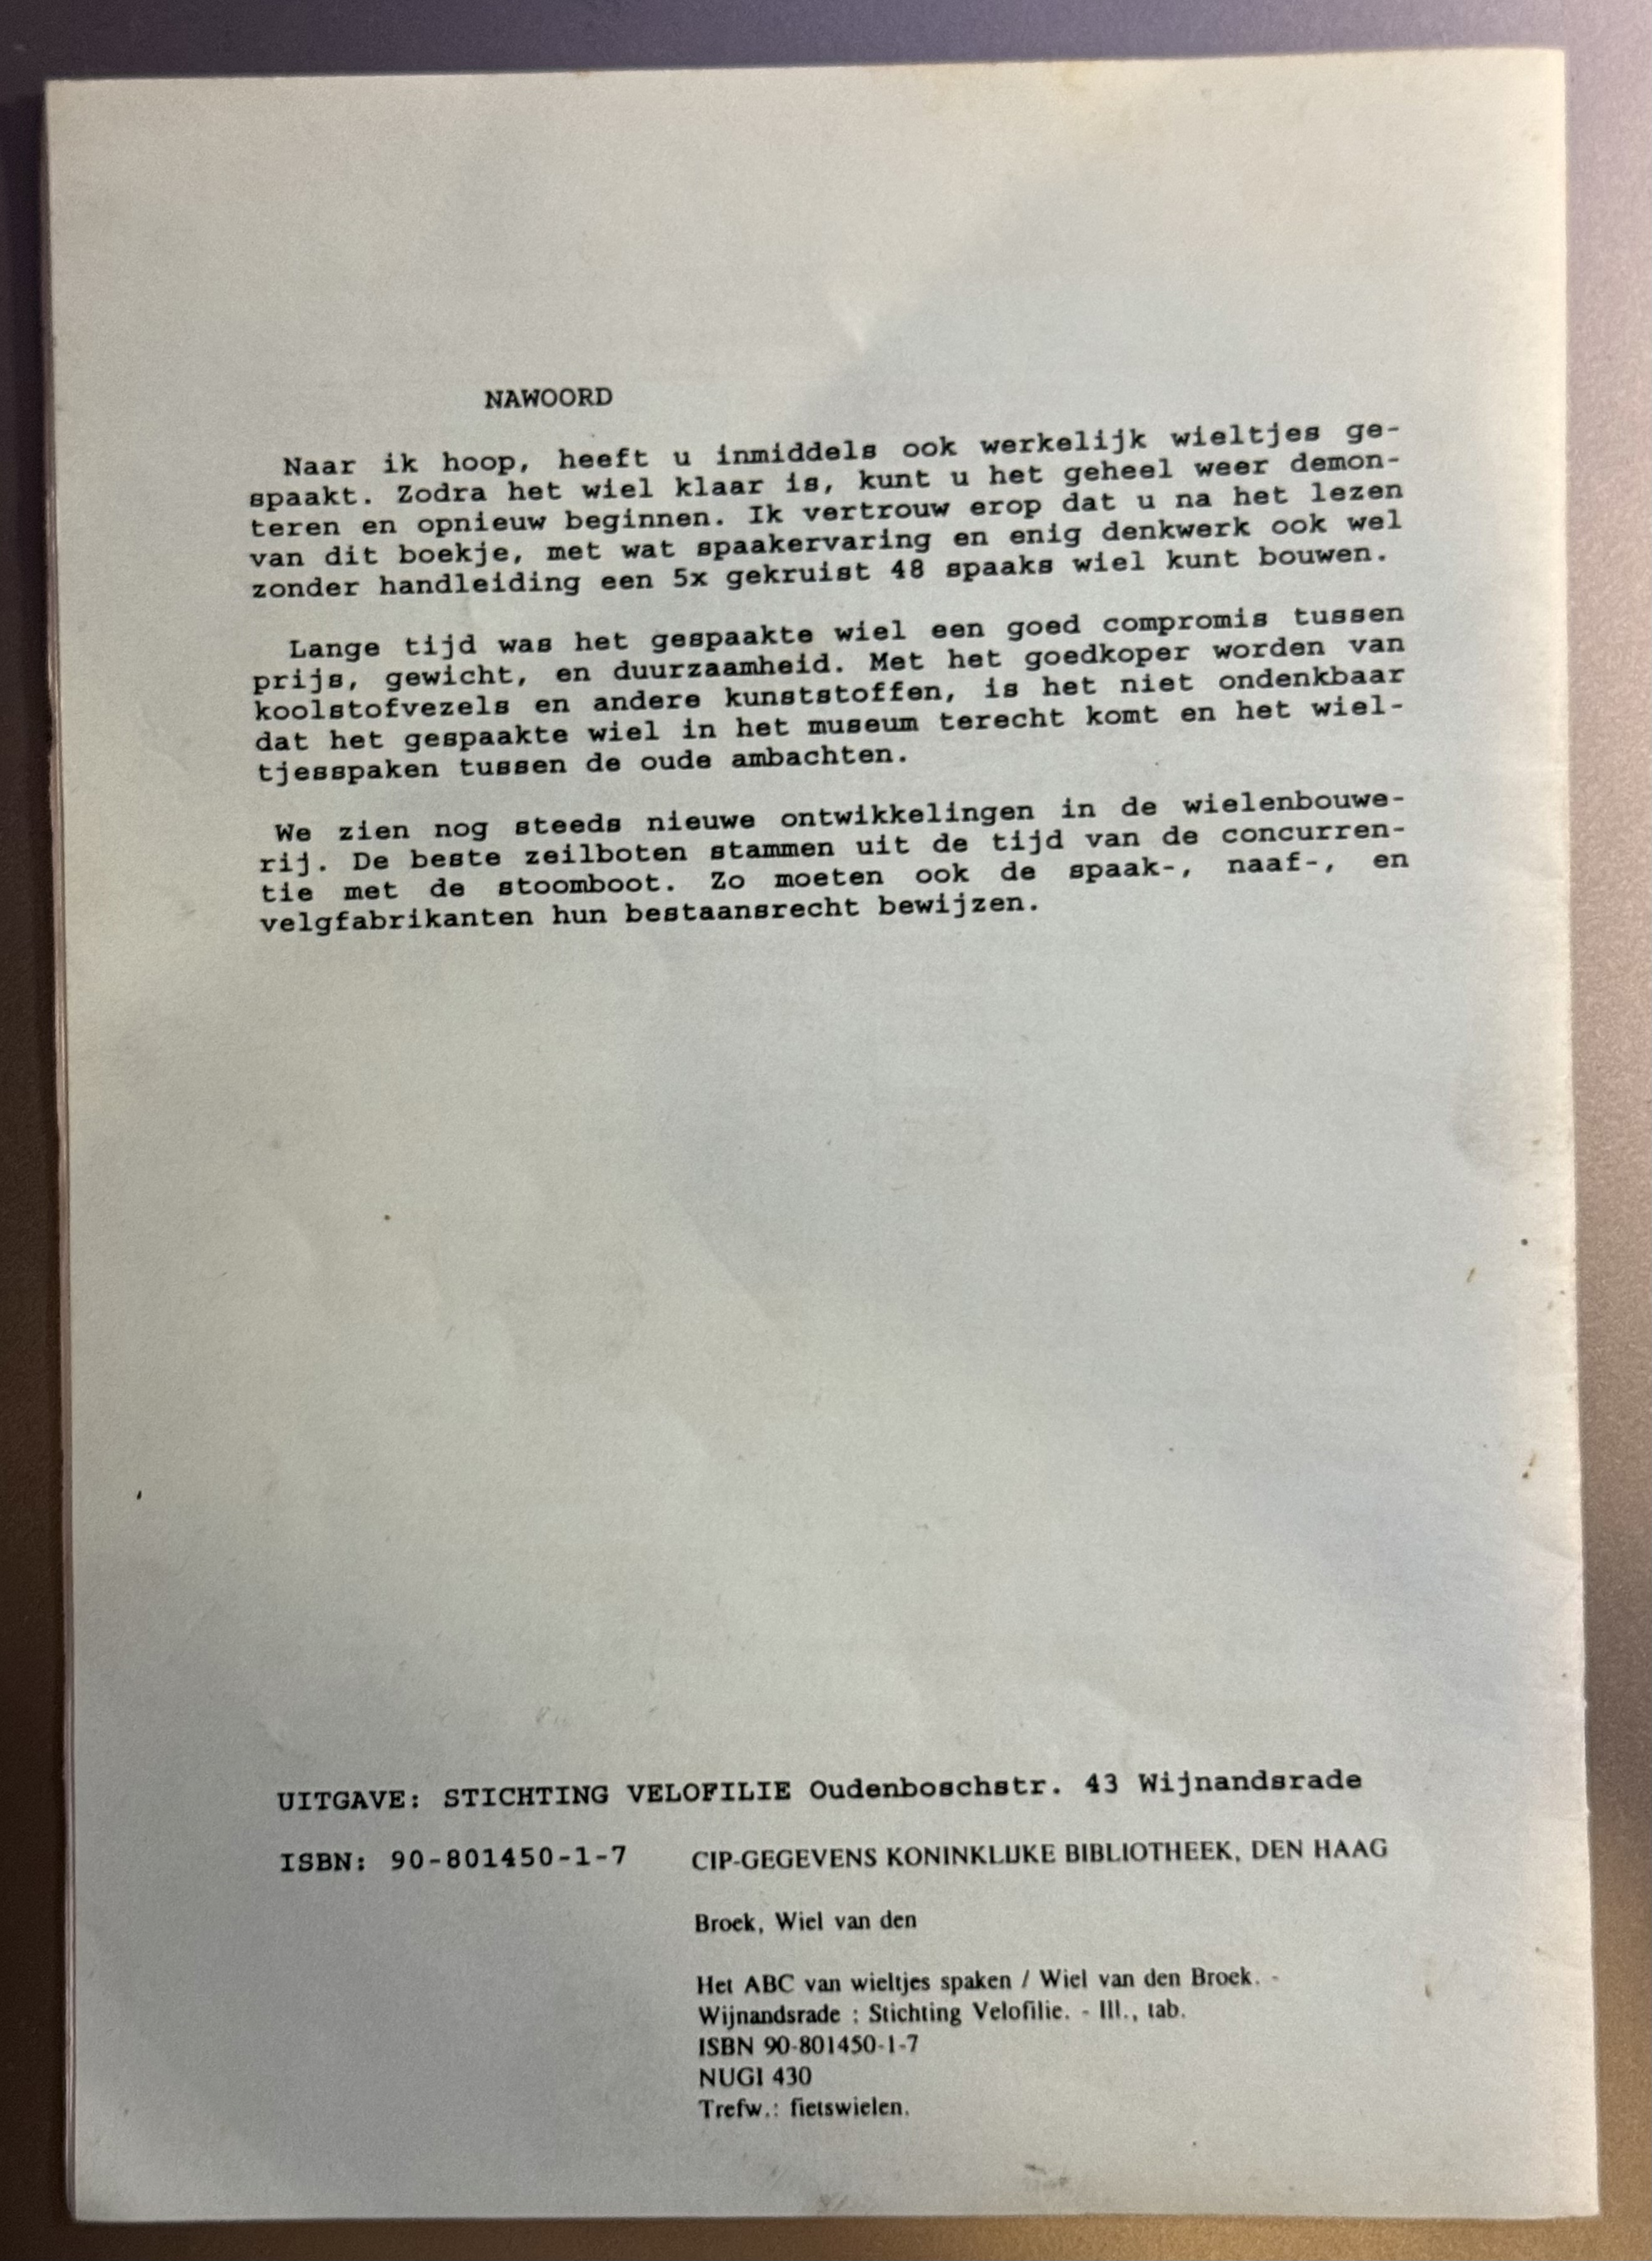 NAWOORD
Naar ik hoop, heeft u inmiddels ook werkelijk wieltjes ge-
spaakt. Zodra het wiel klaar is, kunt u het geheel weer demon-
teren en opnieuw beginnen. Ik vertrouw erop dat u na het lezen
van dit boekje, met wat spaakervaring en enig denkwerk ook wel
zonder handleiding een 5x gekruist 48 spaaks wiel kunt bouwen.
Lange tijd was het gespaakte wiel een goed compromis tussen
prijs, gewicht, en duurzaamheid. Met het goedkoper worden van
koolstofvezels en andere kunststoffen, is het niet ondenkbaar
dat het gespaakte wiel in het museum terecht komt en het wiel-
tjesspaken tussen de oude ambachten.
We zien nog steeds nieuwe ontwikkelingen in de wielenbouwe-
rij. De beste zeilboten stammen uit de tijd van de concurren-
tie met de stoomboot. Zo moeten ook de spaak-, naaf-, en
velgfabrikanten hun bestaansrecht bewijzen.
UITGAVE: STICHTING VELOFILIE Oudenboschstr. 43 Wijnandsrade
ISBN: 90-801450-1-7 CIP-GEGEVENS KONINKLIJKE BIBLIOTHEEK, DEN HAAG
Broek, Wiel van den
Het ABC van wieltjes spaken / Wiel van den Broek. -
Wijnandsrade : Stichting Velofilie. - Ill., tab.
ISBN 90-801450-1-7
NUGI 430
Trefw.: fietswielen.